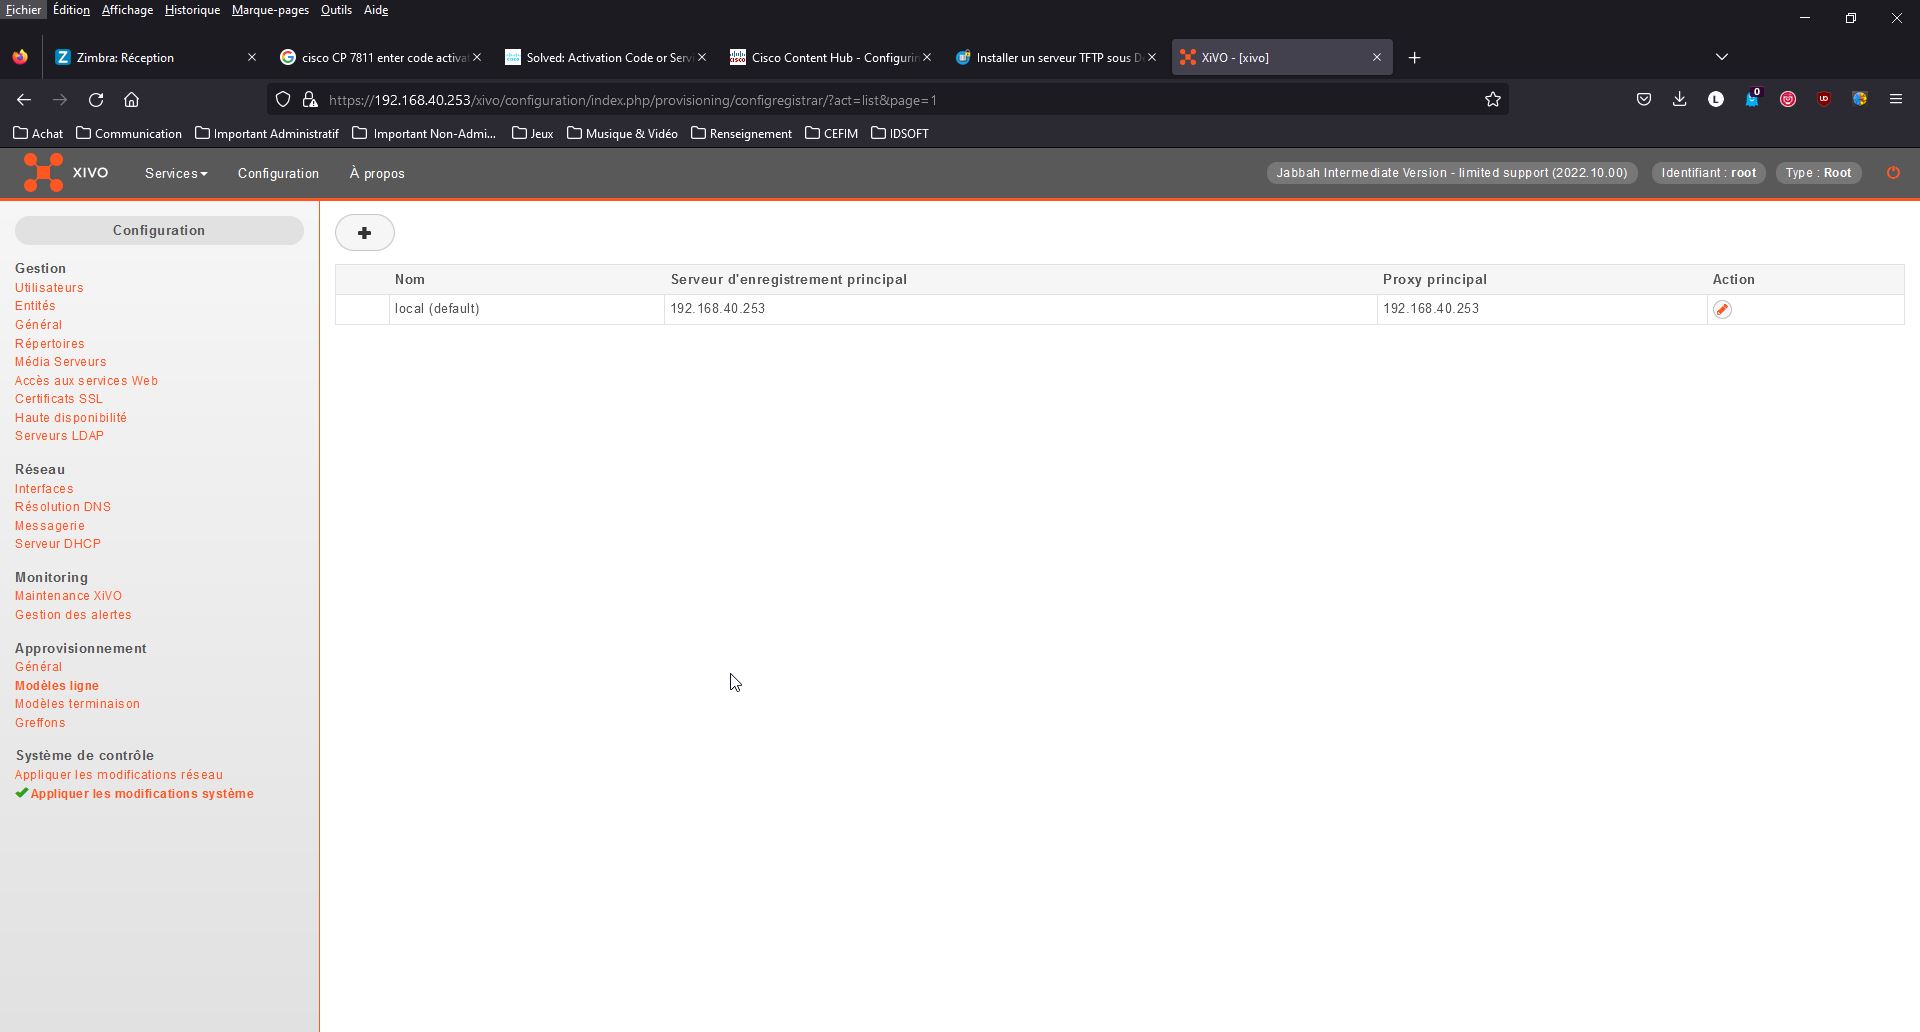 Fichier Édition Affichage Historique Marque-pages Outils Aide
Zimbra: Réception
cisco CP 7811 enter code activa
Solved: Activation Code or Serv
Cisco Content Hub - Configurin
Installer un serveur TFTP sous D
XiVO - [xivo]
https://192.168.40.253/xivo/configuration/index.php/provisioning/configregistrar/?act=list&page=1
L
0
Achat Communication Important Administratif Important Non-Admi... Jeux Musique & Vidéo Renseignement CEFIM IDSOFT
XIVO Services Configuration À propos Jabbah Intermediate Version - limited support (2022.10.00) Identifiant : root Type : Root
Configuration
Gestion
Utilisateurs
Entités
Général
Répertoires
Média Serveurs
Accès aux services Web
Certificats SSL
Haute disponibilité
Serveurs LDAP
Réseau
Interfaces
Résolution DNS
Messagerie
Serveur DHCP
Monitoring
Maintenance XiVO
Gestion des alertes
Approvisionnement
Général
Modèles ligne
Modèles terminaison
Greffons
Système de contrôle
Appliquer les modifications réseau
Appliquer les modifications système
Nom Serveur d'enregistrement principal Proxy principal Action
local (default) 192.168.40.253 192.168.40.253